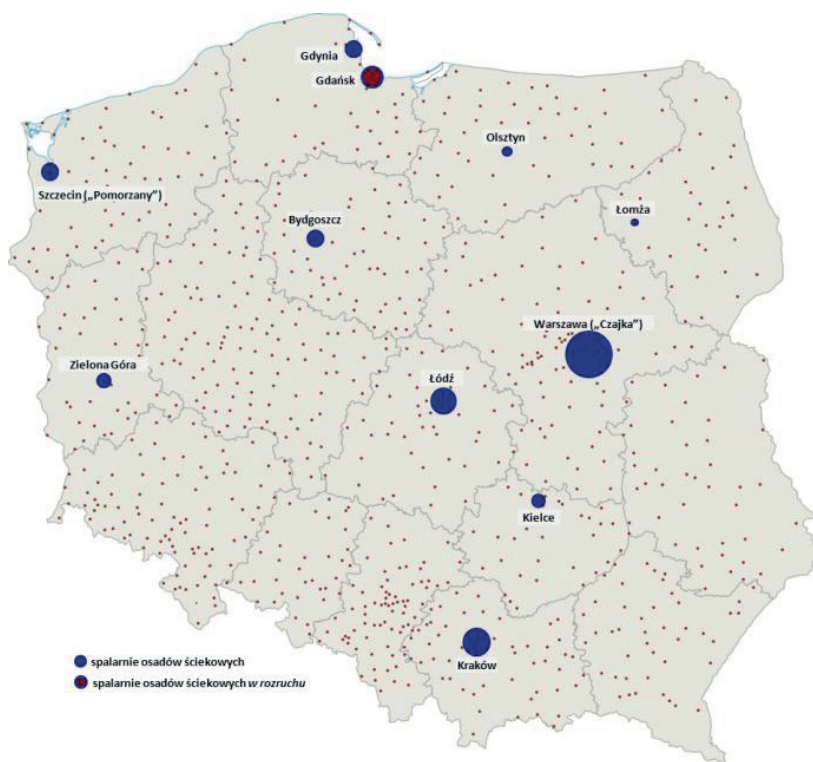 Gdynia
Gdańsk
Olsztyn
Szczecin („Pomorzany”)
Łomża
Bydgoszcz
Warszawa („Czajka”)
Zielona Góra
Łódź
Kielce
Kraków
spalarnie osadów ściekowych
spalarnie osadów ściekowych w rozruchu